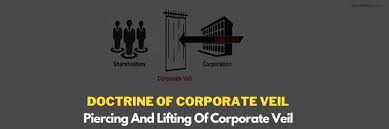 Shareholders
Corporation
Corporate Veil
DOCTRINE OF CORPORATE VEIL
Piercing And Lifting Of Corporate Veil